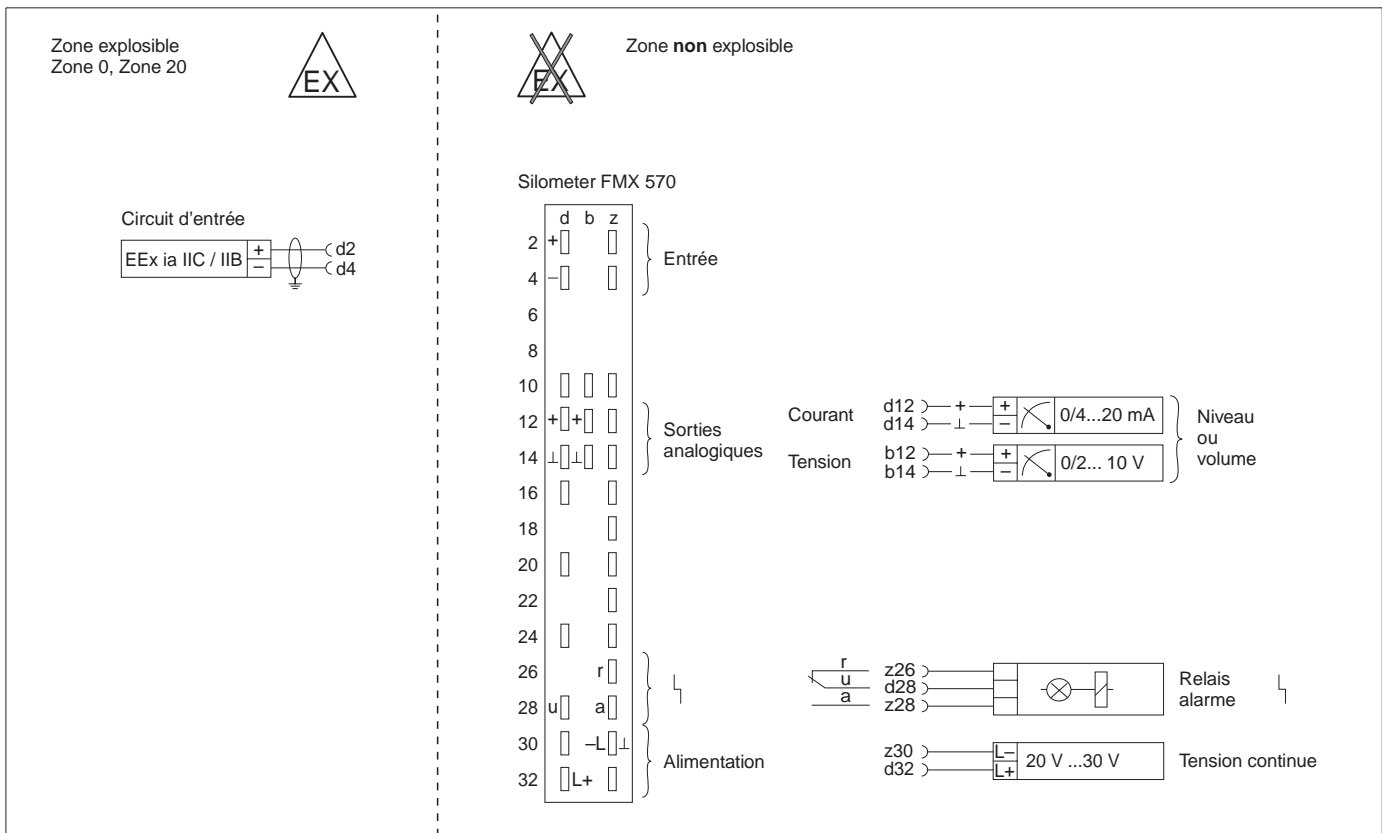 Zone explosible
Zone 0, Zone 20
EX
EX
Zone non explosible
Silometer FMX 570
Circuit d'entrée
EEx ia IIC / IIB
+
–
d2
d4
d b z
2 +
4 –
Entrée
6
8
10
12 + +
14 ⊥ ⊥
Sorties
analogiques
16
18
20
22
24
26 r
28 u a
30 –L ⊥
32 L+
Alimentation
Courant
d12 + + 0/4...20 mA
d14 ⊥ –
Tension
b12 + + 0/2... 10 V
b14 ⊥ –
Niveau
ou
volume
r z26
u d28
a z28
Relais
alarme
z30 L–
d32 L+
20 V ...30 V
Tension continue